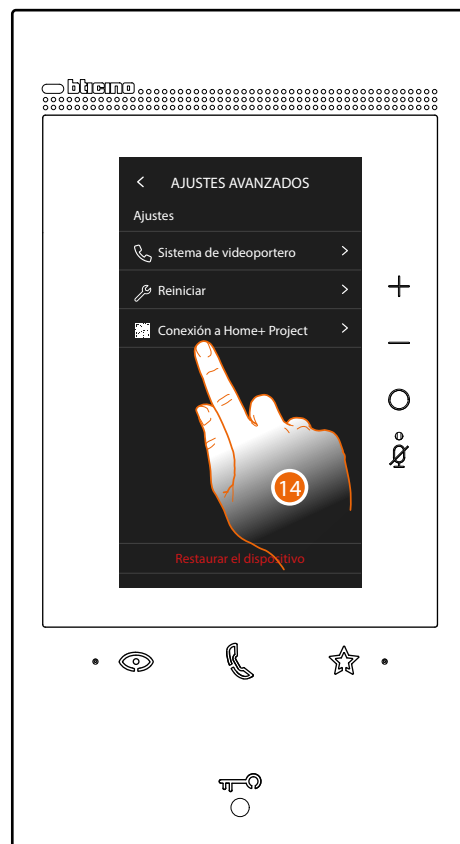 bticino
AJUSTES AVANZADOS
Ajustes
Sistema de videoportero
Reiniciar
Conexión a Home+ Project
14
Restaurar el dispositivo